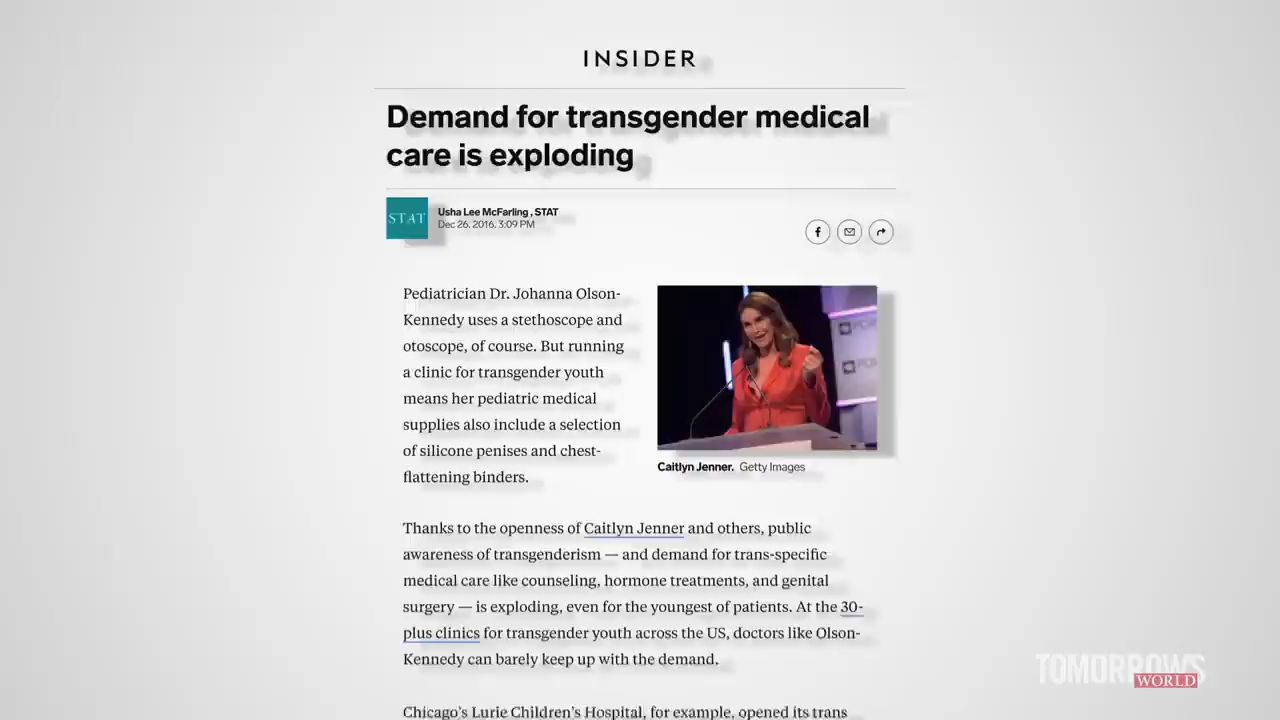 INSIDER
Demand for transgender medical
care is exploding
STAT
Usha Lee McFarling , STAT
Dec 26, 2016, 3:09 PM
Pediatrician Dr. Johanna Olson-
Kennedy uses a stethoscope and
otoscope, of course. But running
a clinic for transgender youth
means her pediatric medical
supplies also include a selection
of silicone penises and chest-
flattening binders.
Caitlyn Jenner. Getty Images
Thanks to the openness of Caitlyn Jenner and others, public
awareness of transgenderism — and demand for trans-specific
medical care like counseling, hormone treatments, and genital
surgery — is exploding, even for the youngest of patients. At the 30-
plus clinics for transgender youth across the US, doctors like Olson-
Kennedy can barely keep up with the demand.
Chicago's Lurie Children's Hospital, for example, opened its trans
TOMORROW'S
WORLD